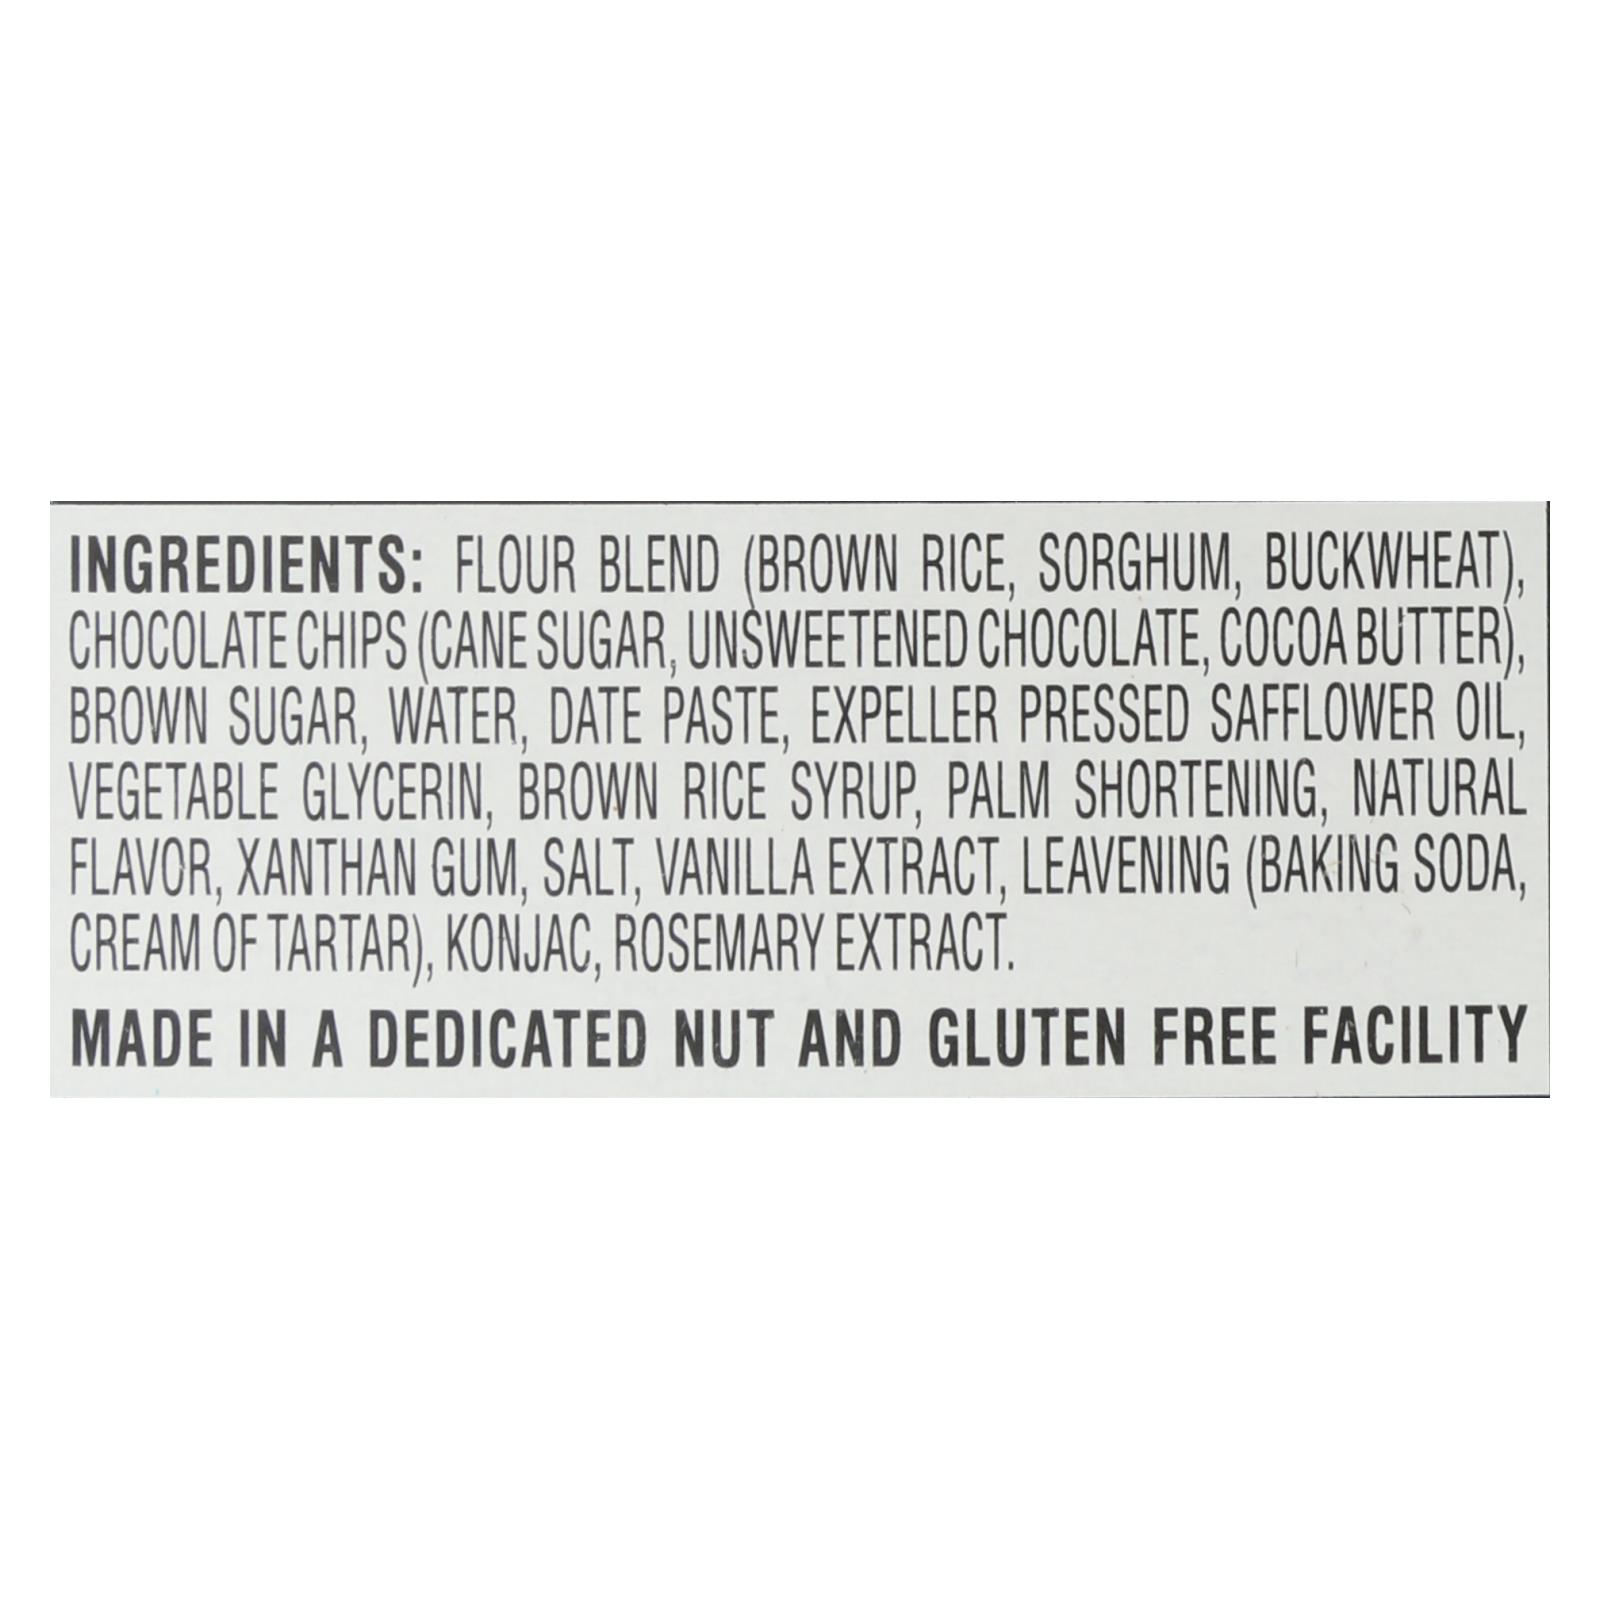 INGREDIENTS: FLOUR BLEND (BROWN RICE, SORGHUM, BUCKWHEAT),
CHOCOLATE CHIPS (CANE SUGAR, UNSWEETENED CHOCOLATE, COCOA BUTTER),
BROWN SUGAR, WATER, DATE PASTE, EXPELLER PRESSED SAFFLOWER OIL,
VEGETABLE GLYCERIN, BROWN RICE SYRUP, PALM SHORTENING, NATURAL
FLAVOR, XANTHAN GUM, SALT, VANILLA EXTRACT, LEAVENING (BAKING SODA,
CREAM OF TARTAR), KONJAC, ROSEMARY EXTRACT.
MADE IN A DEDICATED NUT AND GLUTEN FREE FACILITY